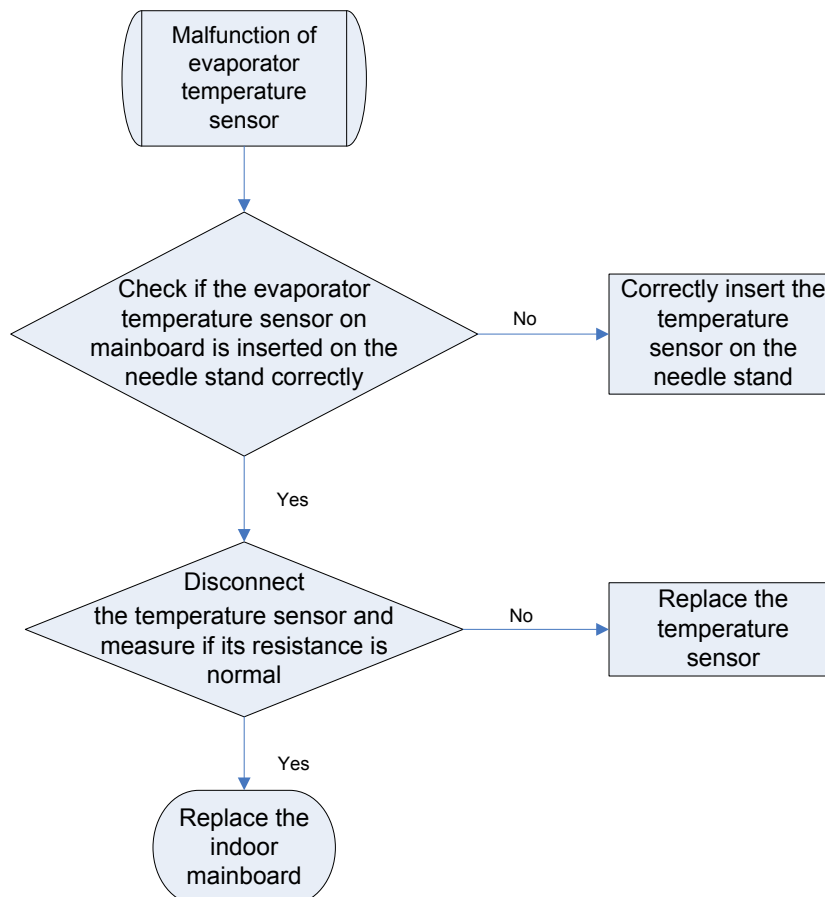 Malfunction of
evaporator
temperature
sensor
Check if the evaporator
temperature sensor on
mainboard is inserted on the
needle stand correctly
No
Correctly insert the
temperature
sensor on the
needle stand
Yes
Disconnect
the temperature sensor and
measure if its resistance is
normal
No
Replace the
temperature
sensor
Yes
Replace the
indoor
mainboard